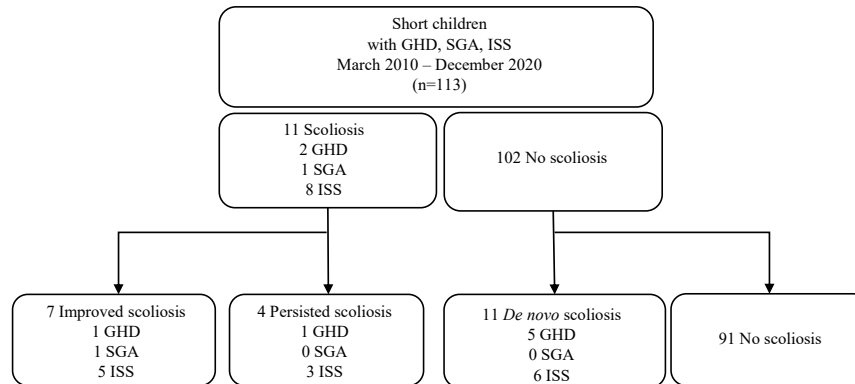 Short children
with GHD, SGA, ISS
March 2010 – December 2020
(n=113)
11 Scoliosis
2 GHD
1 SGA
8 ISS
102 No scoliosis
7 Improved scoliosis
1 GHD
1 SGA
5 ISS
4 Persisted scoliosis
1 GHD
0 SGA
3 ISS
11 De novo scoliosis
5 GHD
0 SGA
6 ISS
91 No scoliosis